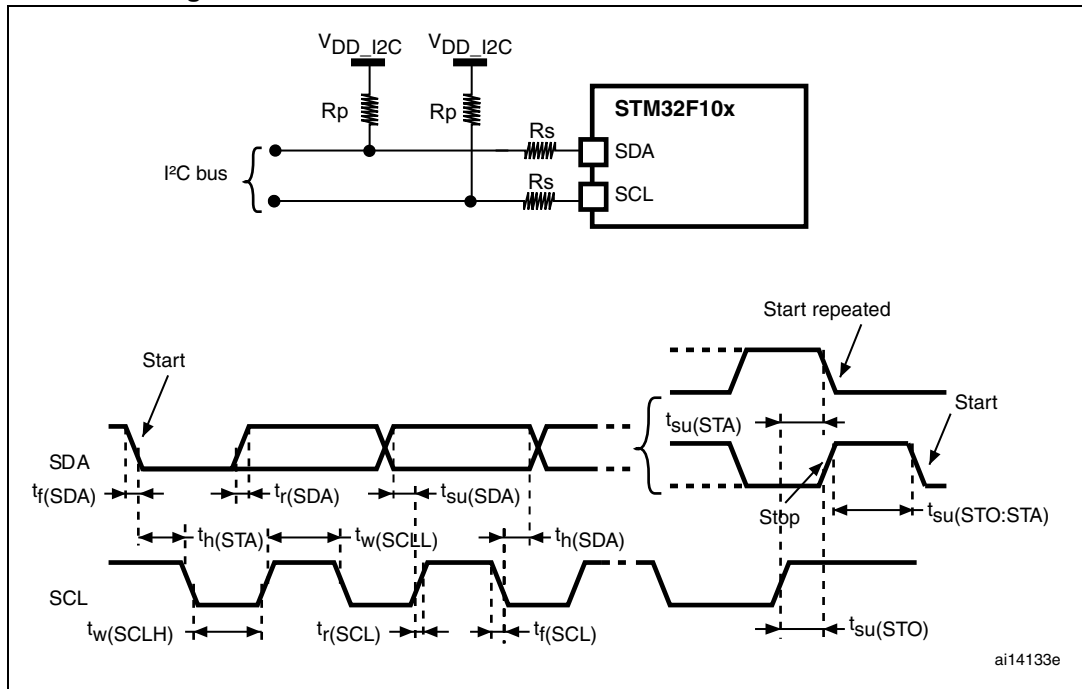 VDD_I2C VDD_I2C
Rp Rp
STM32F10x
Rs
SDA
I²C bus
Rs
SCL
Start repeated
Start
Start
tsu(STA)
SDA
tf(SDA) tr(SDA) tsu(SDA)
Stop
tsu(STO:STA)
th(STA) tw(SCLL) th(SDA)
SCL
tw(SCLH) tr(SCL) tf(SCL) tsu(STO)
ai14133e